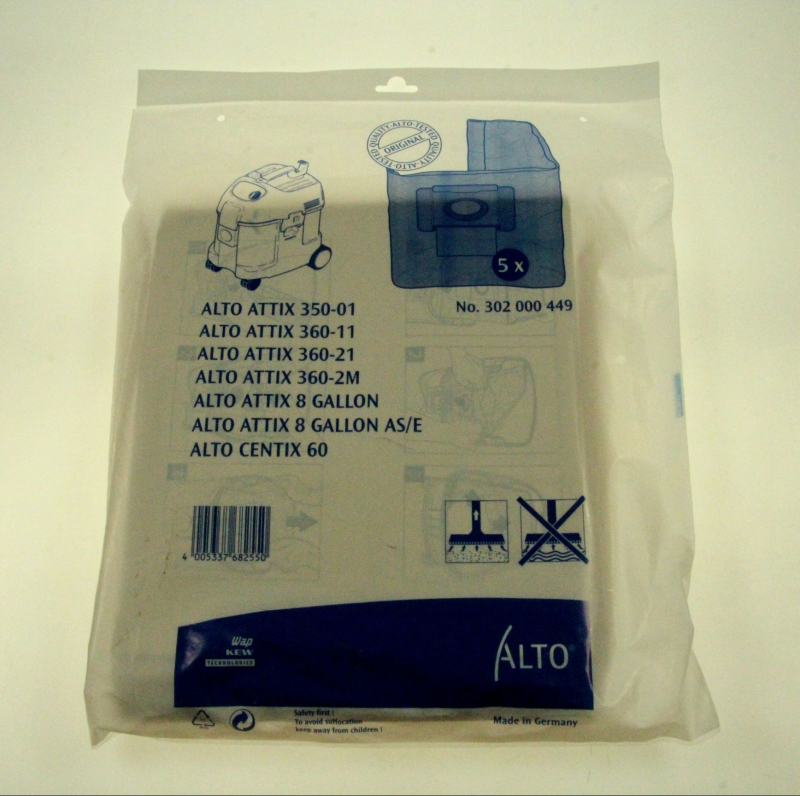 QUALITY-ALTO-TESTED QUALITY-ALTO-TESTED
ORIGINAL
5 x
No. 302 000 449
ALTO ATTIX 350-01
ALTO ATTIX 360-11
ALTO ATTIX 360-21
ALTO ATTIX 360-2M
ALTO ATTIX 8 GALLON
ALTO ATTIX 8 GALLON AS/E
ALTO CENTIX 60
4 005337 682550
Wap
KEW
TECHNOLOGIES
ALTO
Safety first !
To avoid suffocation
keep away from children !
Made in Germany